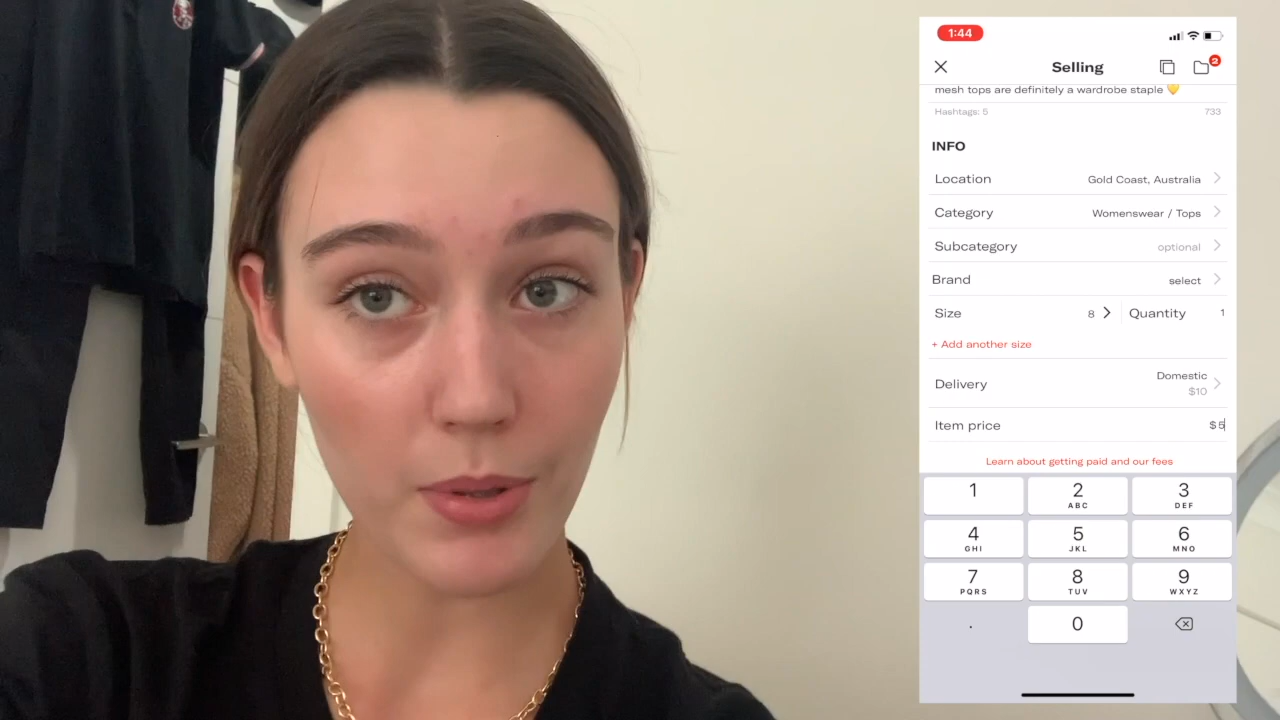 1:44
Selling
2
mesh tops are definitely a wardrobe staple 💛
Hashtags: 5 733
INFO
Location Gold Coast, Australia
Category Womenswear / Tops
Subcategory optional
Brand select
Size 8 Quantity 1
+ Add another size
Delivery Domestic
$10
Item price $5
Learn about getting paid and our fees
1 2 3
ABC DEF
4 5 6
GHI JKL MNO
7 8 9
PQRS TUV WXYZ
. 0